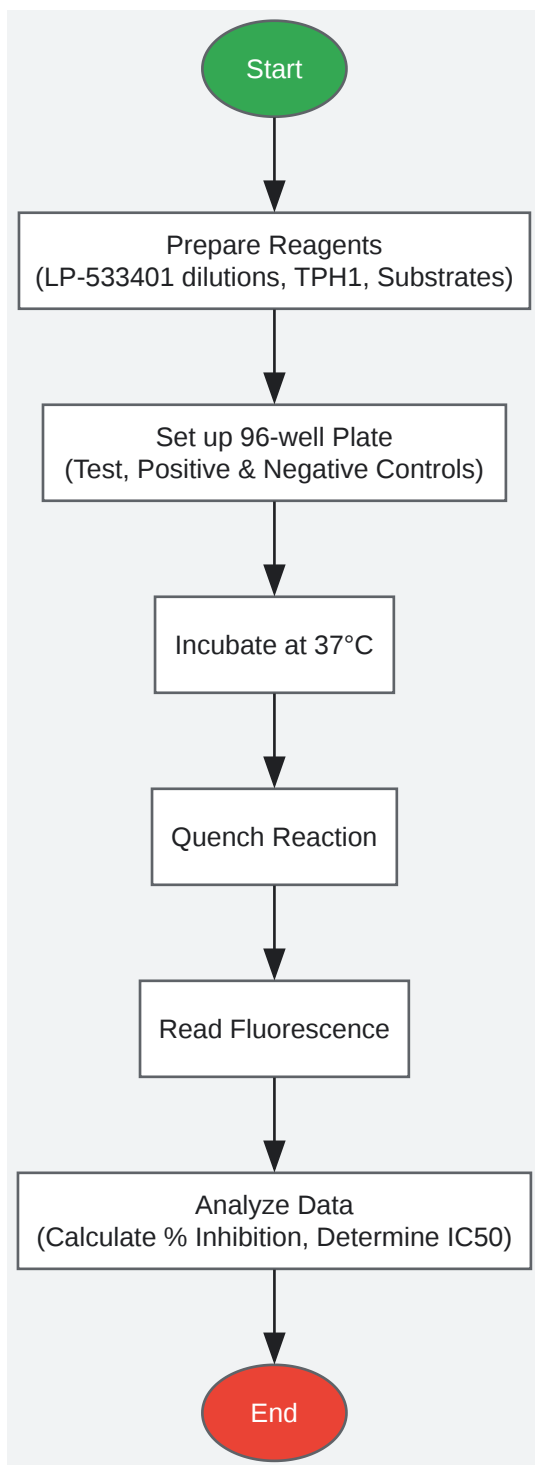 Start
Prepare Reagents
(LP-533401 dilutions, TPH1, Substrates)
Set up 96-well Plate
(Test, Positive & Negative Controls)
Incubate at 37°C
Quench Reaction
Read Fluorescence
Analyze Data
(Calculate % Inhibition, Determine IC50)
End